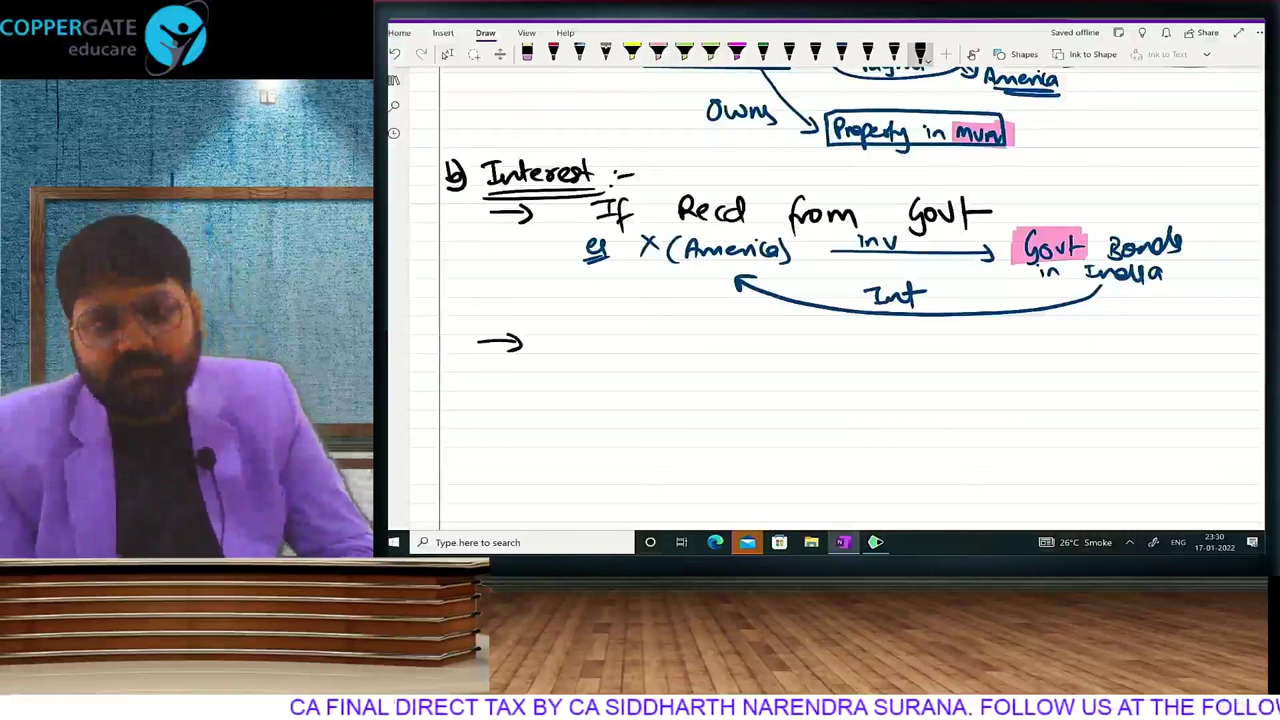 COPPERGATE
educare
Home Insert Draw View Help
Saved offline
Share
Shapes Ink to Shape Ink to Text
America
Owns
Property in mum
b) Interest :-
→ If Recd from Govt
eg X (America) inv Govt Bonds
in India
Int
→
Type here to search
26°C Smoke ENG 23:30
17-01-2022
CA FINAL DIRECT TAX BY CA SIDDHARTH NARENDRA SURANA. FOLLOW US AT THE FOLLO